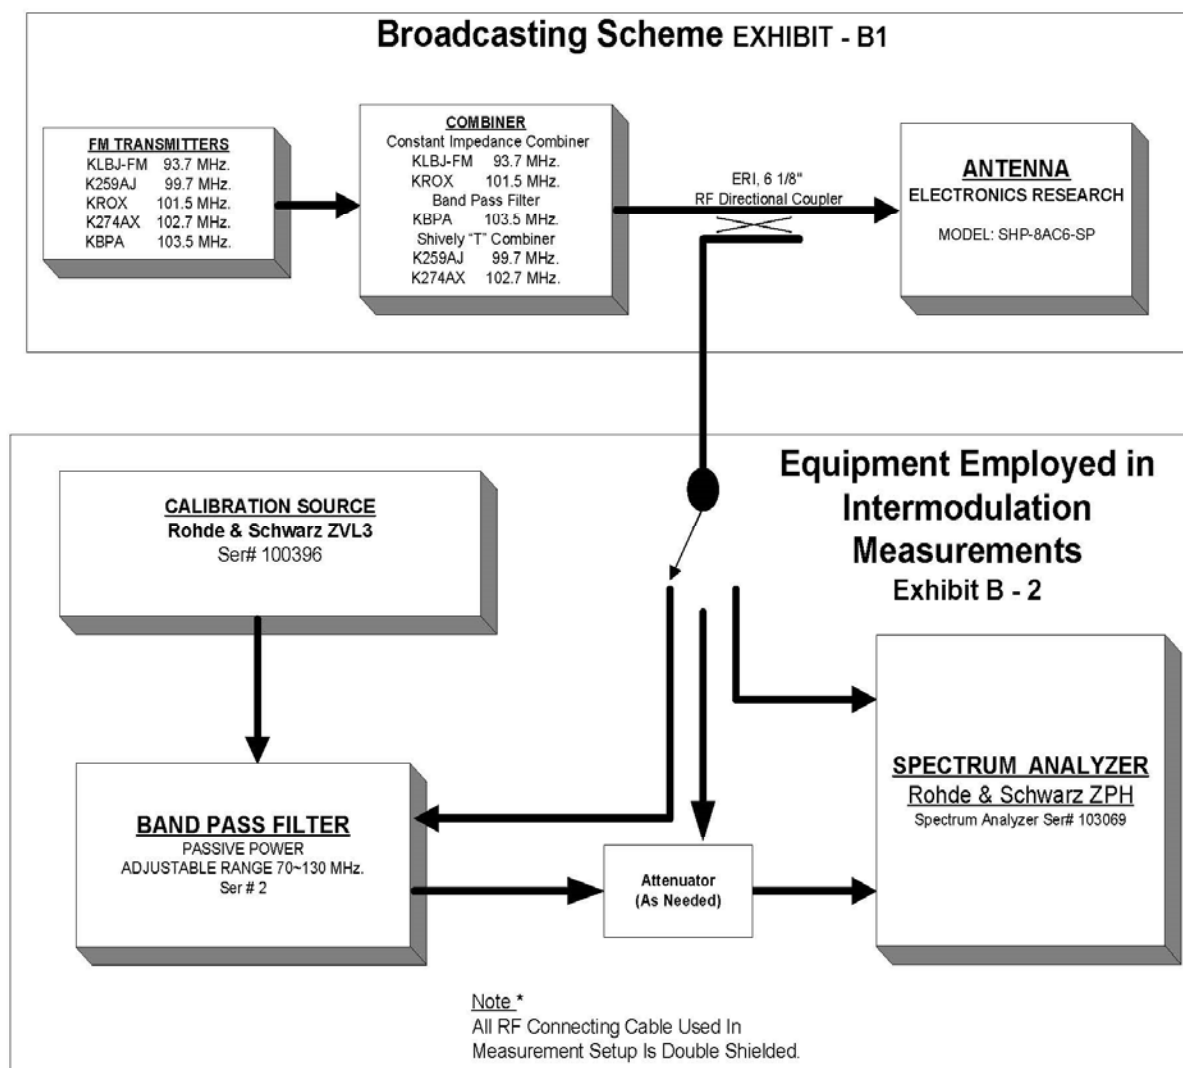 Broadcasting Scheme EXHIBIT - B1
FM TRANSMITTERS
KLBJ-FM 93.7 MHz.
K259AJ 99.7 MHz.
KROX 101.5 MHz.
K274AX 102.7 MHz.
KBPA 103.5 MHz.
COMBINER
Constant Impedance Combiner
KLBJ-FM 93.7 MHz.
KROX 101.5 MHz.
Band Pass Filter
KBPA 103.5 MHz.
Shively "T" Combiner
K259AJ 99.7 MHz.
K274AX 102.7 MHz.
ERI, 6 1/8"
RF Directional Coupler
ANTENNA
ELECTRONICS RESEARCH
MODEL: SHP-8AC6-SP
Equipment Employed in
Intermodulation
Measurements
Exhibit B - 2
CALIBRATION SOURCE
Rohde & Schwarz ZVL3
Ser# 100396
BAND PASS FILTER
PASSIVE POWER
ADJUSTABLE RANGE 70~130 MHz.
Ser # 2
Attenuator
(As Needed)
SPECTRUM ANALYZER
Rohde & Schwarz ZPH
Spectrum Analyzer Ser# 103069
Note *
All RF Connecting Cable Used In
Measurement Setup Is Double Shielded.